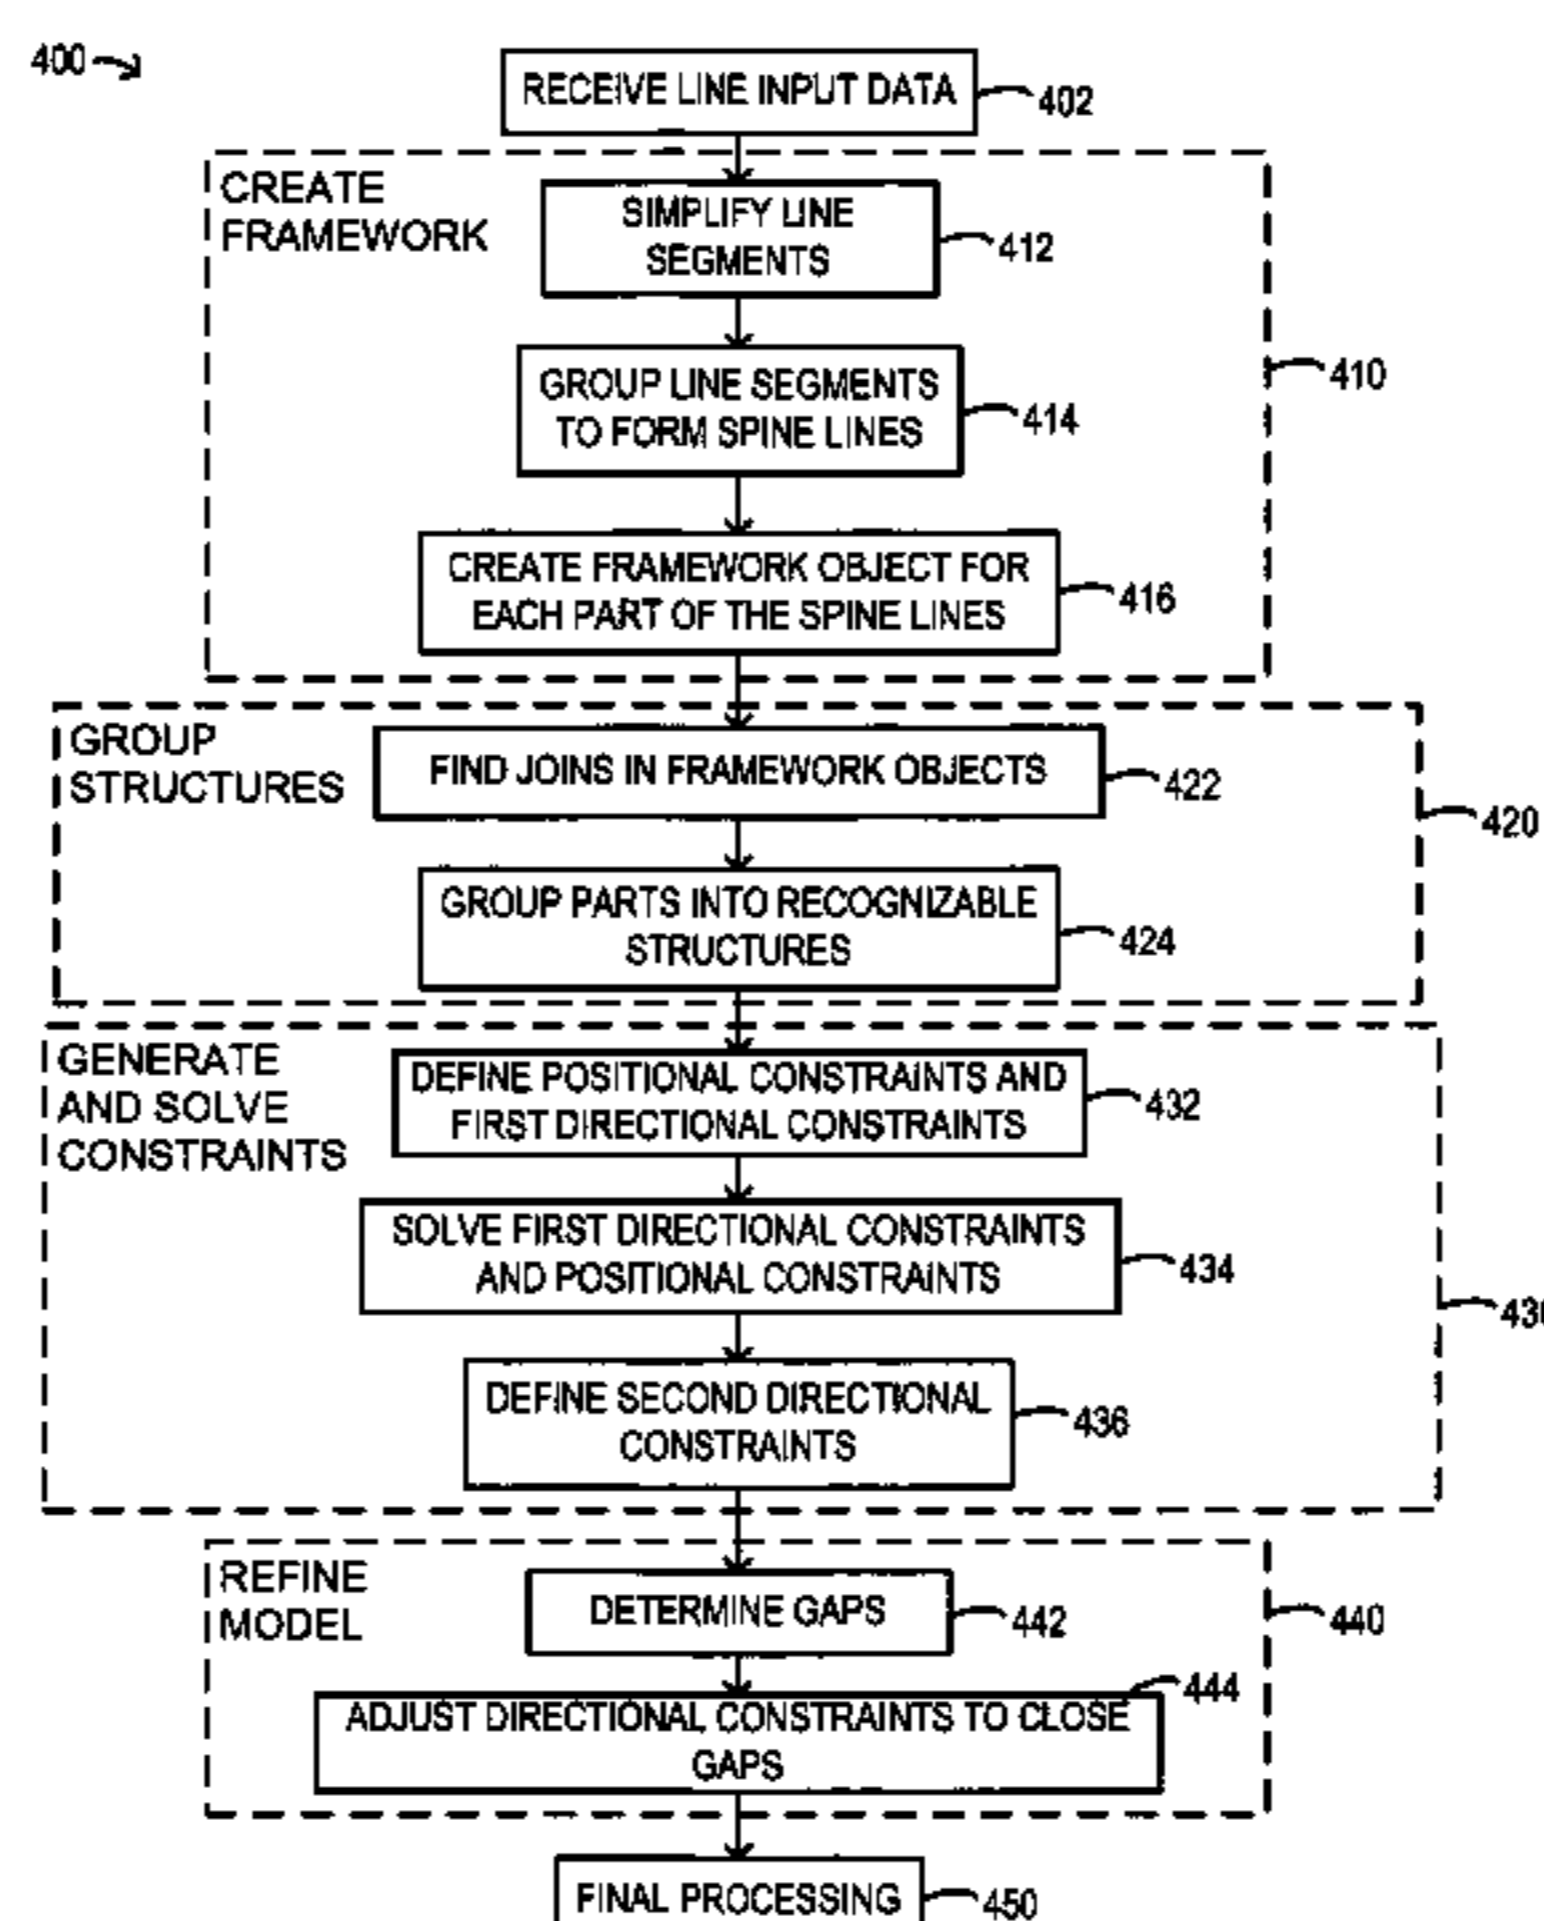 400
RECEIVE LINE INPUT DATA
402
CREATE
FRAMEWORK
SIMPLIFY LINE
SEGMENTS
412
GROUP LINE SEGMENTS
TO FORM SPINE LINES
414
410
CREATE FRAMEWORK OBJECT FOR
EACH PART OF THE SPINE LINES
416
GROUP
STRUCTURES
FIND JOINS IN FRAMEWORK OBJECTS
422
420
GROUP PARTS INTO RECOGNIZABLE
STRUCTURES
424
GENERATE
AND SOLVE
CONSTRAINTS
DEFINE POSITIONAL CONSTRAINTS AND
FIRST DIRECTIONAL CONSTRAINTS
432
SOLVE FIRST DIRECTIONAL CONSTRAINTS
AND POSITIONAL CONSTRAINTS
434
430
DEFINE SECOND DIRECTIONAL
CONSTRAINTS
436
REFINE
MODEL
DETERMINE GAPS
442
440
ADJUST DIRECTIONAL CONSTRAINTS TO CLOSE
GAPS
444
FINAL PROCESSING
450